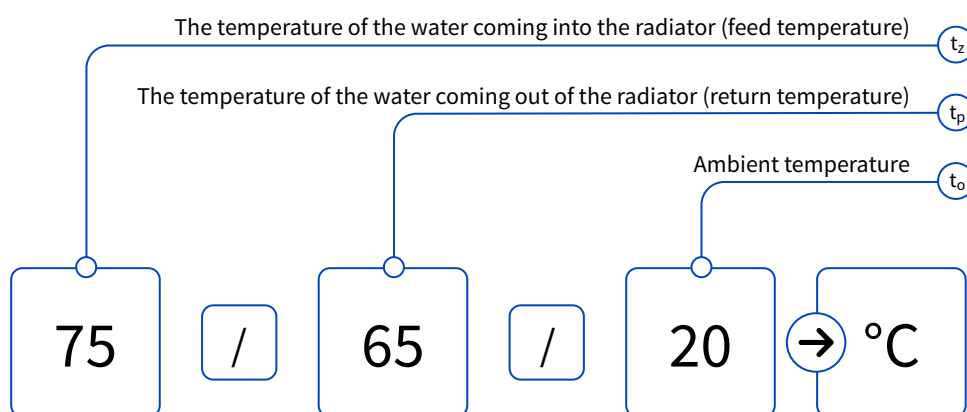 The temperature of the water coming into the radiator (feed temperature) tz
The temperature of the water coming out of the radiator (return temperature) tp
Ambient temperature to
75 / 65 / 20 → °C